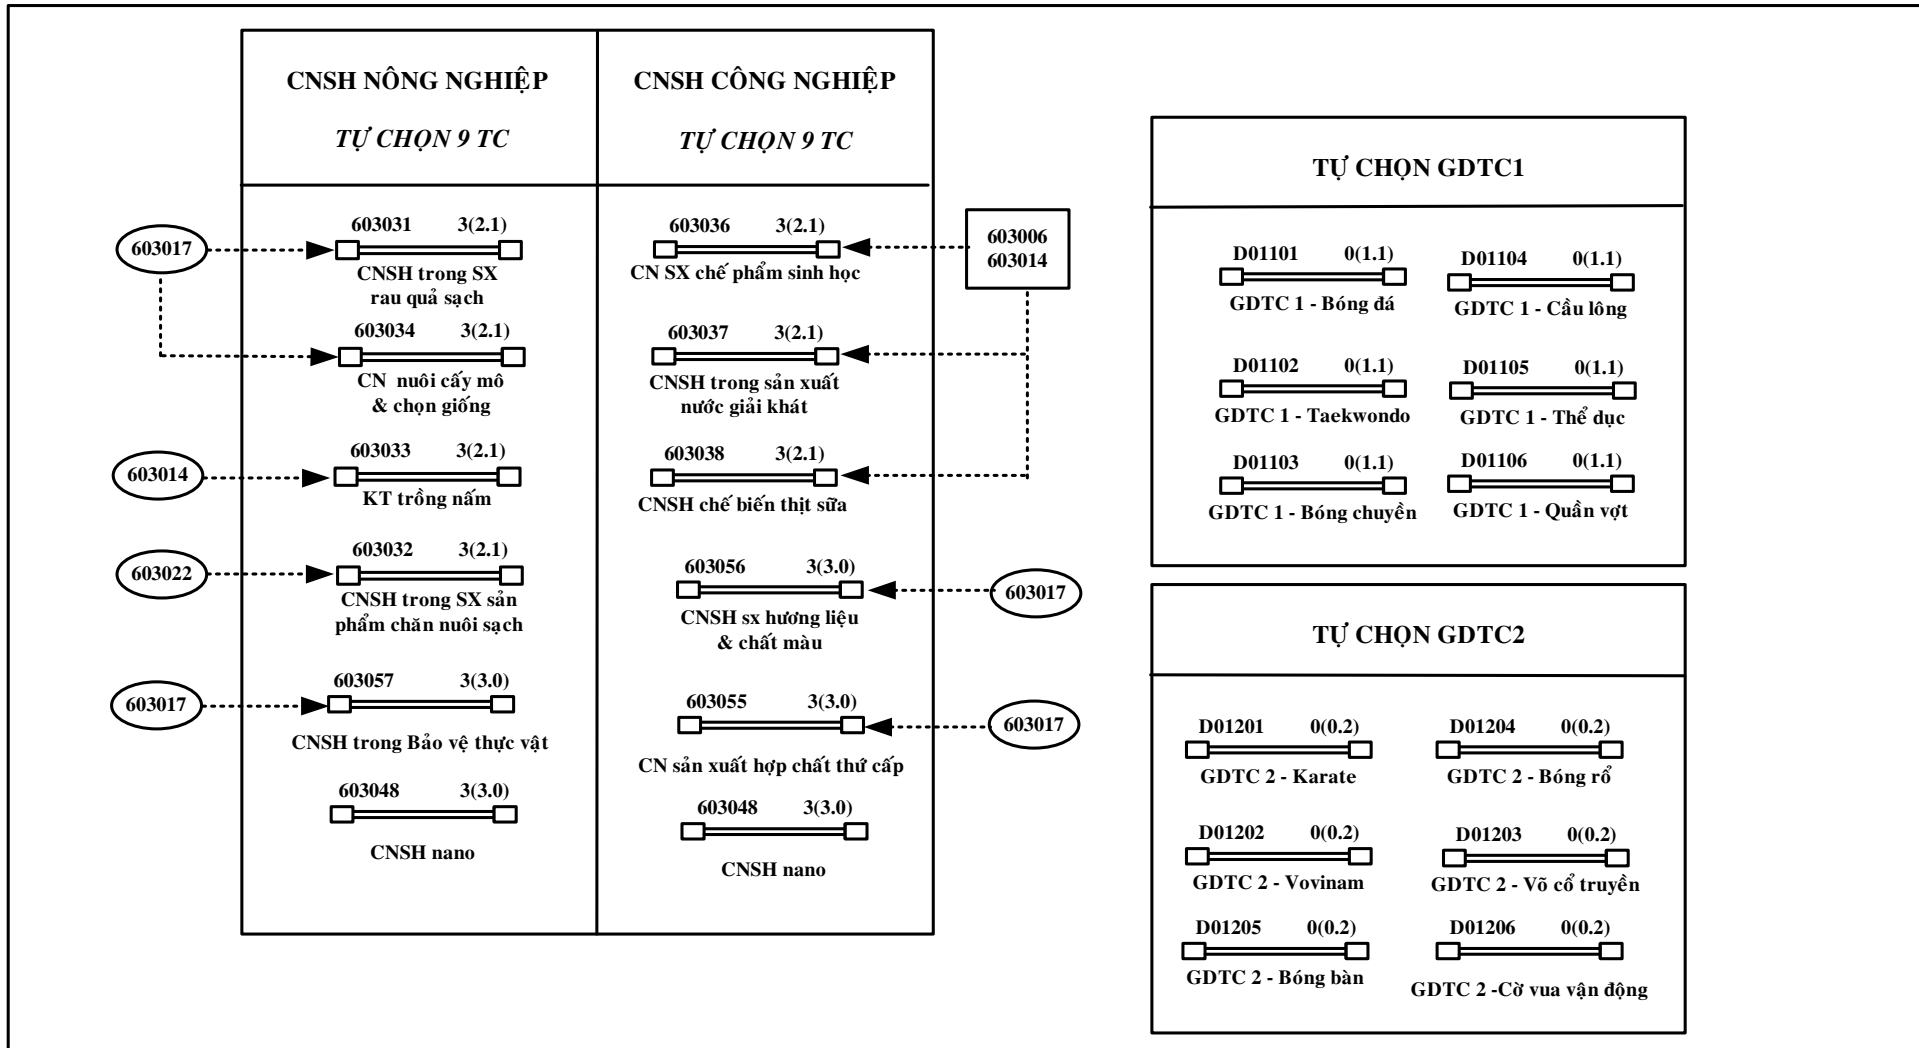 CNSH NÔNG NGHIỆP
TỰ CHỌN 9 TC
603017
603031 3(2.1)
CNSH trong SX
rau quả sạch
603034 3(2.1)
CN nuôi cấy mô
& chọn giống
603014
603033 3(2.1)
KT trồng nấm
603022
603032 3(2.1)
CNSH trong SX sản
phẩm chăn nuôi sạch
603017
603057 3(3.0)
CNSH trong Bảo vệ thực vật
603048 3(3.0)
CNSH nano
CNSH CÔNG NGHIỆP
TỰ CHỌN 9 TC
603036 3(2.1)
CN SX chế phẩm sinh học
603006
603014
603037 3(2.1)
CNSH trong sản xuất
nước giải khát
603038 3(2.1)
CNSH chế biến thịt sữa
603056 3(3.0)
CNSH sx hương liệu
& chất màu
603017
603055 3(3.0)
CN sản xuất hợp chất thứ cấp
603017
603048 3(3.0)
CNSH nano
TỰ CHỌN GDTC1
D01101 0(1.1) D01104 0(1.1)
GDTC 1 - Bóng đá GDTC 1 - Cầu lông
D01102 0(1.1) D01105 0(1.1)
GDTC 1 - Taekwondo GDTC 1 - Thể dục
D01103 0(1.1) D01106 0(1.1)
GDTC 1 - Bóng chuyền GDTC 1 - Quần vợt
TỰ CHỌN GDTC2
D01201 0(0.2) D01204 0(0.2)
GDTC 2 - Karate GDTC 2 - Bóng rổ
D01202 0(0.2) D01203 0(0.2)
GDTC 2 - Vovinam GDTC 2 - Võ cổ truyền
D01205 0(0.2) D01206 0(0.2)
GDTC 2 - Bóng bàn GDTC 2 -Cờ vua vận động